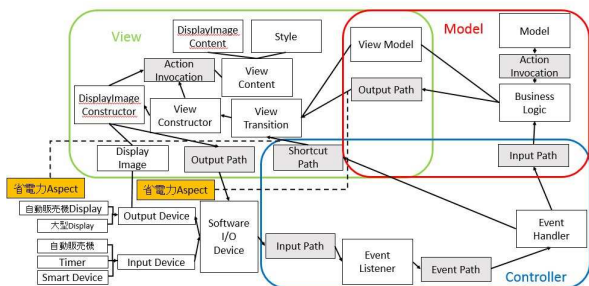 View
Model
DisplayImage
Content
Style
View Model
Model
Action
Invocation
View
Content
Action
Invocation
DisplayImage
Constructor
View
Constructor
View
Transition
Output Path
Business
Logic
Display
Image
Output Path
Shortcut
Path
Input Path
省電力Aspect
省電力Aspect
自動販売機Display
大型Display
Output Device
Software
I/O
Device
自動販売機
Timer
Smart Device
Input Device
Input Path
Event
Listener
Event Path
Event
Handler
Controller